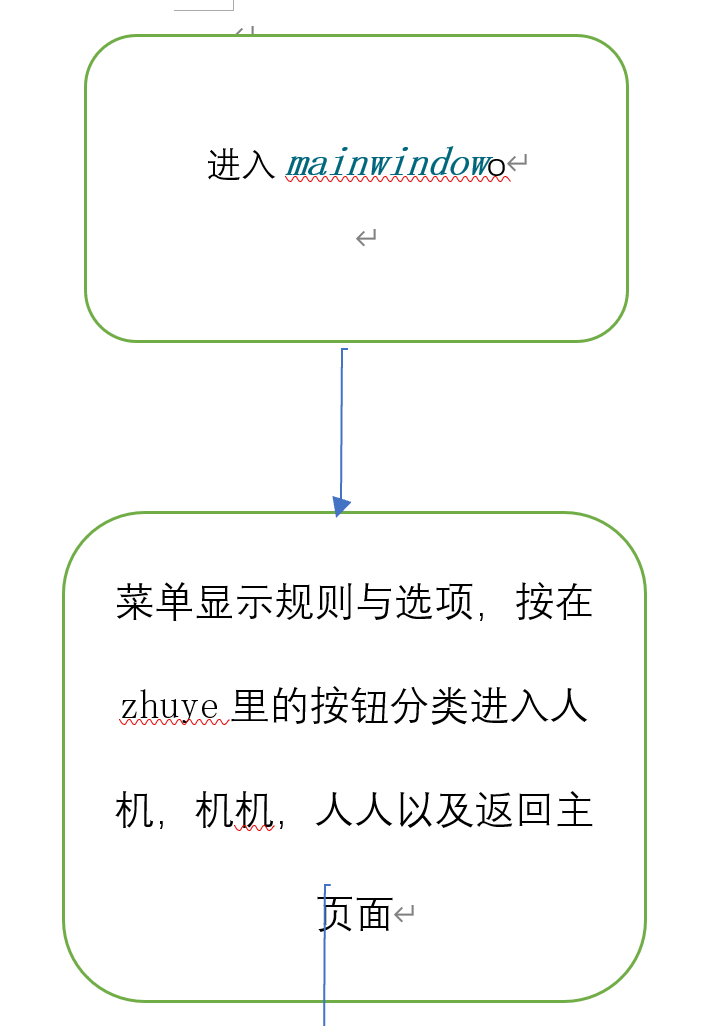 进入 mainwindowo
菜单显示规则与选项，按在
zhuye 里的按钮分类进入人
机，机机，人人以及返回主
页面